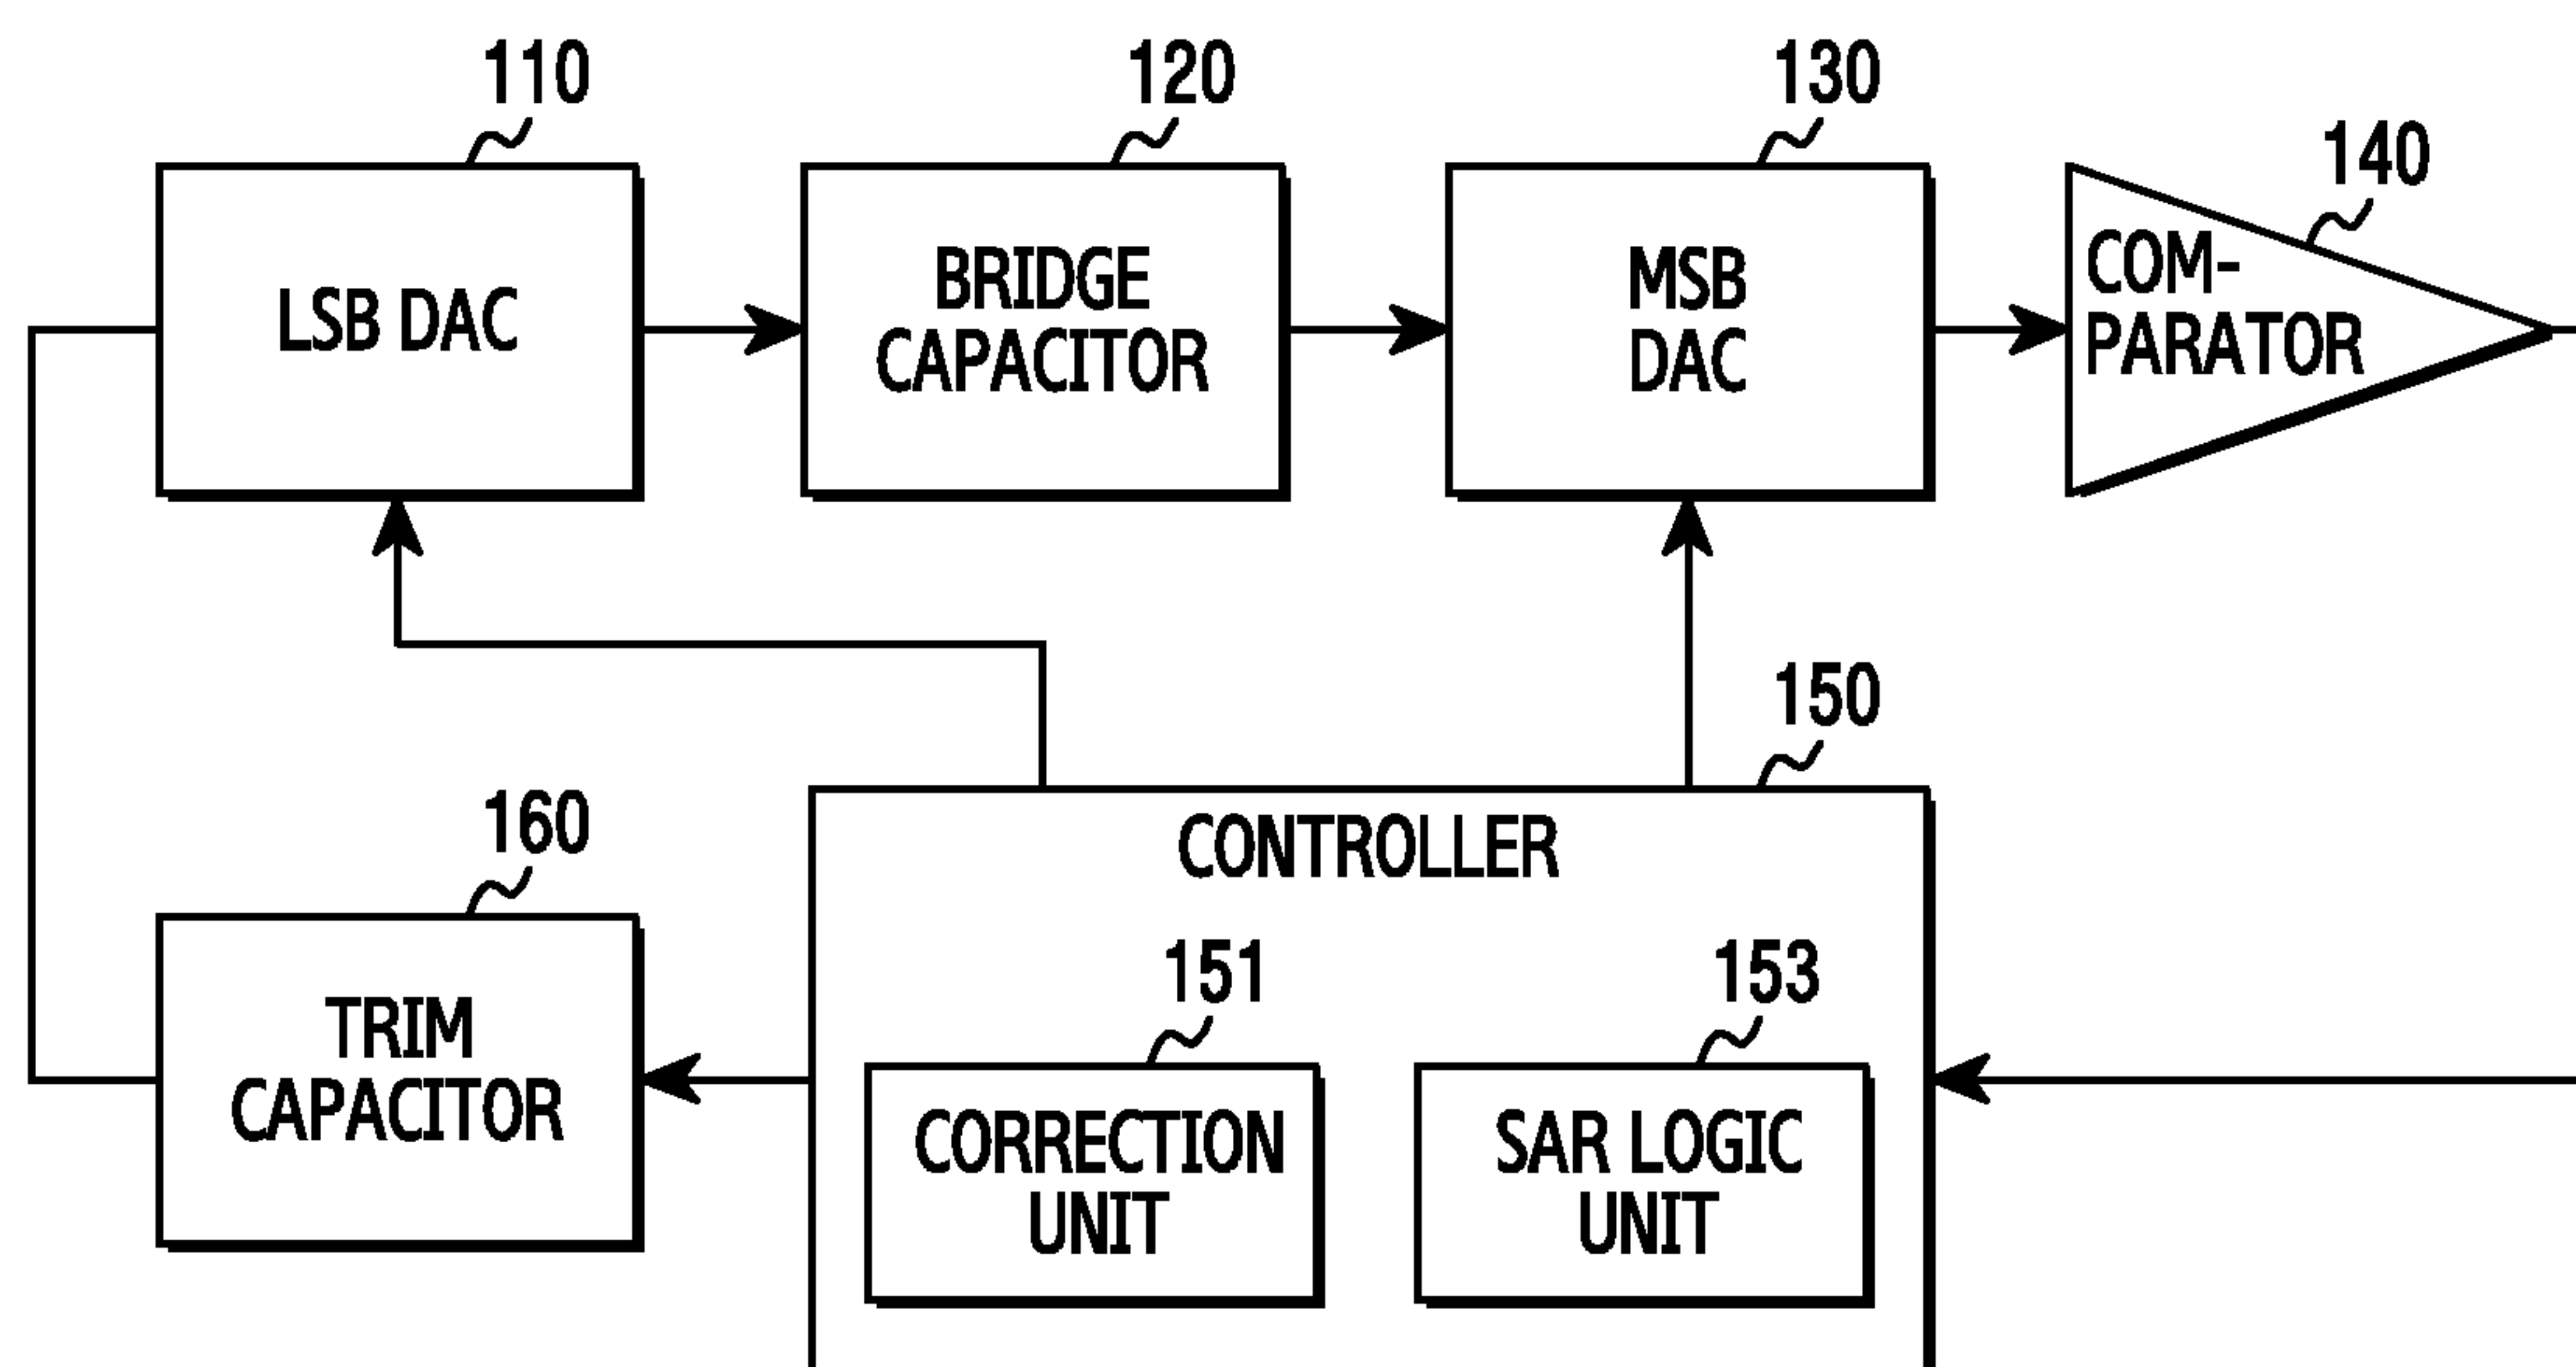 110
120
130
140
LSB DAC
BRIDGE
CAPACITOR
MSB
DAC
COM-
PARATOR
150
160
CONTROLLER
151
153
TRIM
CAPACITOR
CORRECTION
UNIT
SAR LOGIC
UNIT